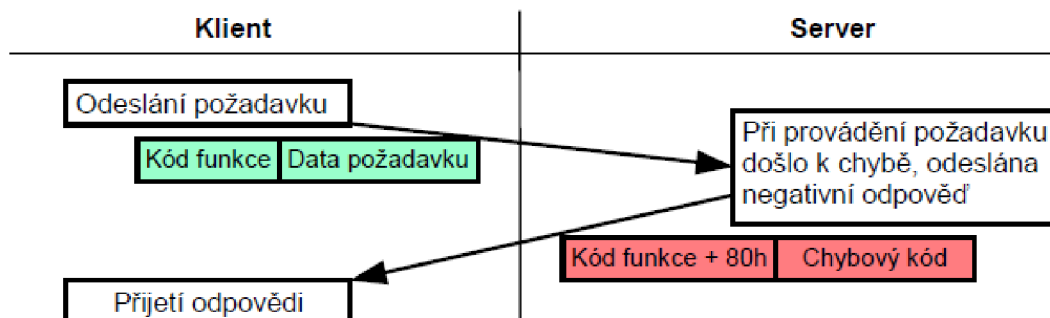 Klient
Server
Odeslání požadavku
Kód funkce
Data požadavku
Při provádění požadavku
došlo k chybě, odeslána
negativní odpověď
Kód funkce + 80h
Chybový kód
Přijetí odpovědi